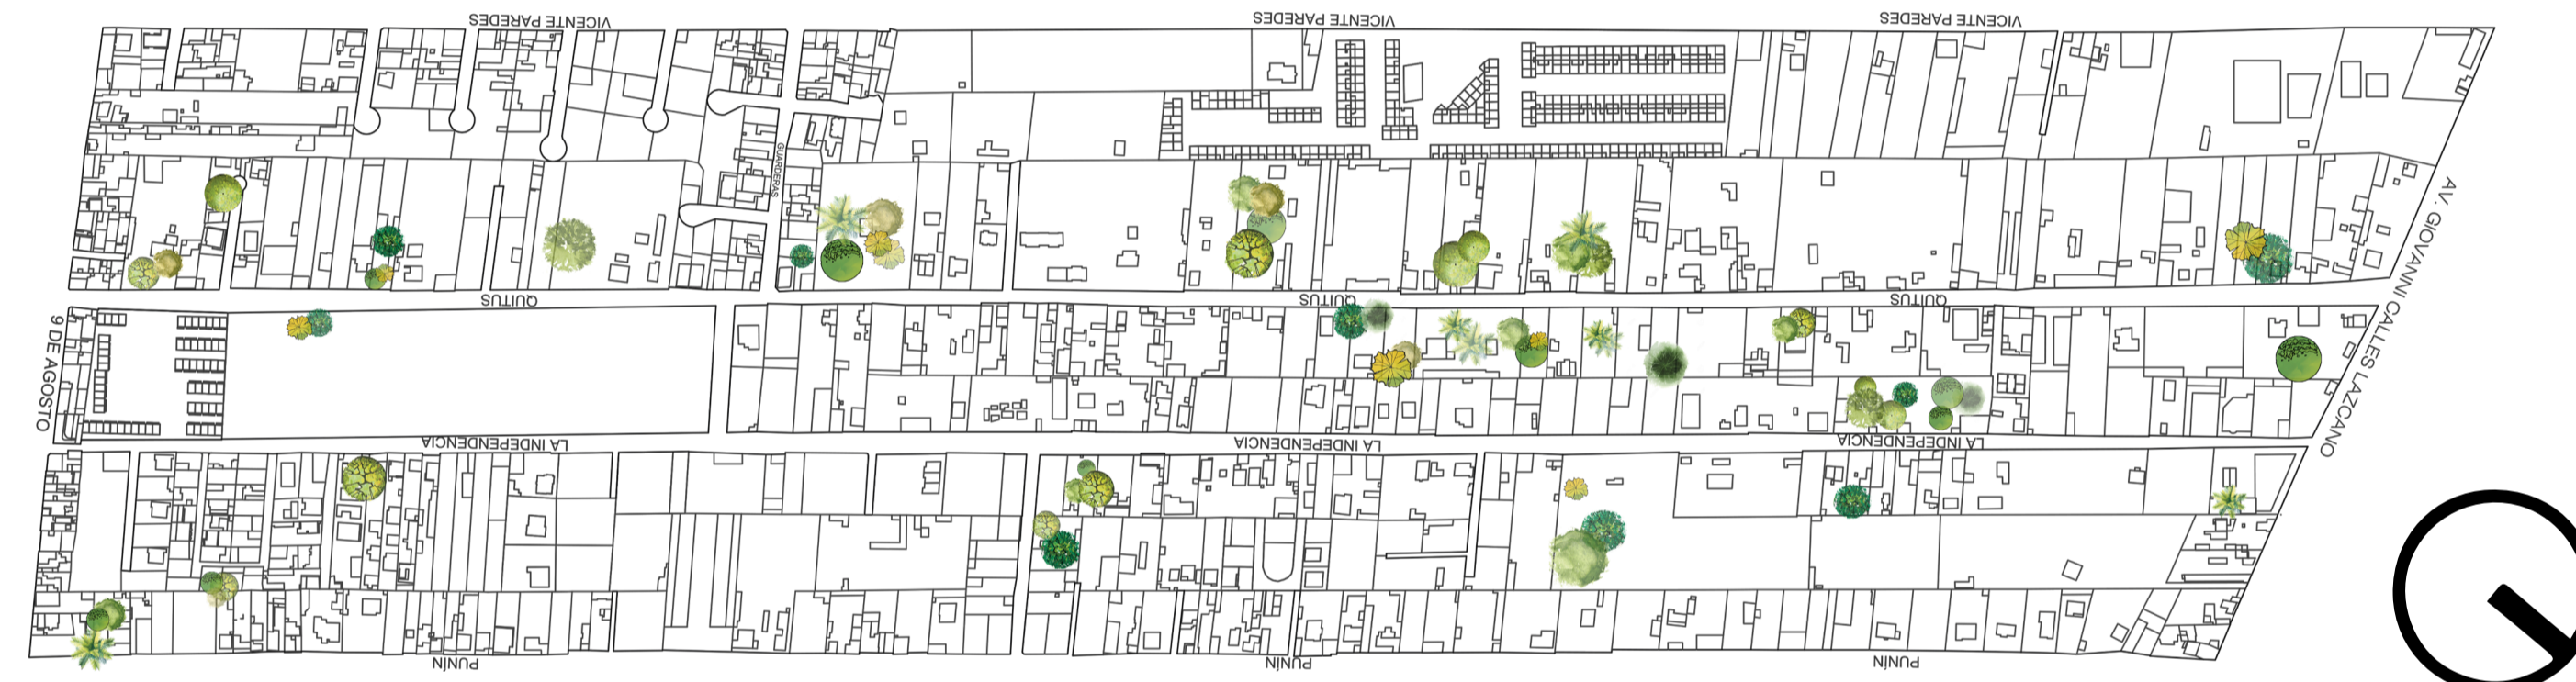 VICENTE PAREDES
VICENTE PAREDES
VICENTE PAREDES
GUARDERAS
AV. GIOVANNI CALLES LAZCANO
QUITUS
QUITUS
QUITUS
9 DE AGOSTO
LA INDEPENDENCIA
LA INDEPENDENCIA
LA INDEPENDENCIA
PUNÍN
PUNÍN
PUNÍN